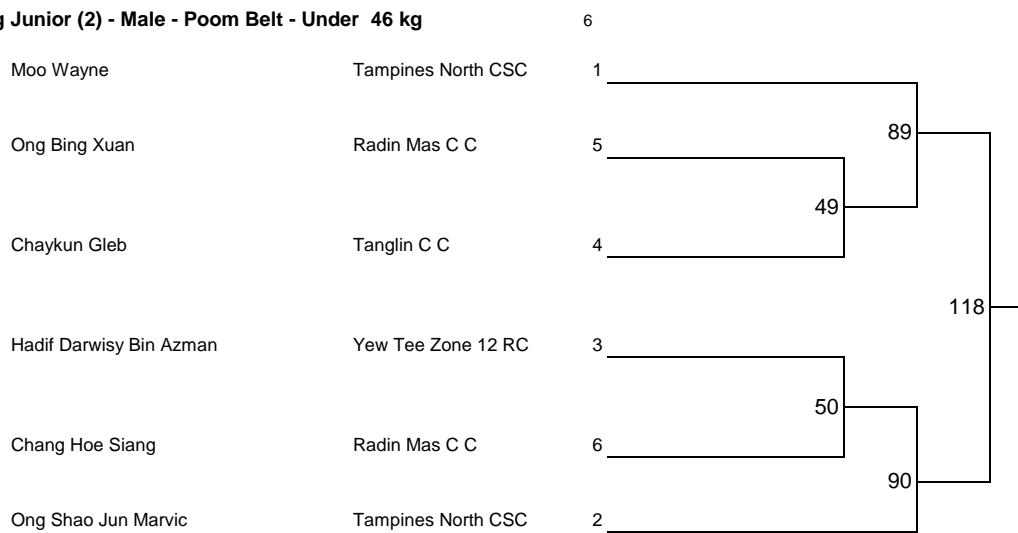 g Junior (2) - Male - Poom Belt - Under 46 kg 6
Moo Wayne Tampines North CSC 1
89
Ong Bing Xuan Radin Mas C C 5
49
Chaykun Gleb Tanglin C C 4
118
Hadif Darwisy Bin Azman Yew Tee Zone 12 RC 3
50
Chang Hoe Siang Radin Mas C C 6
90
Ong Shao Jun Marvic Tampines North CSC 2